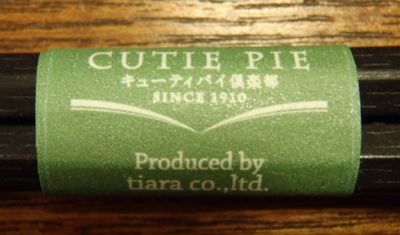 CUTIE PIE
キューティパイ倶楽部
SINCE 1910
Produced by
tiara co.,ltd.